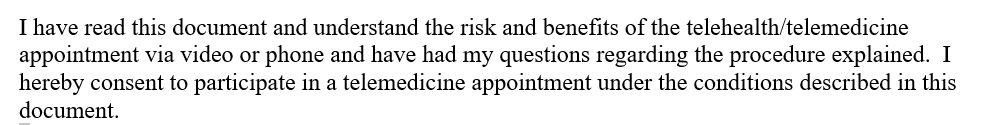 I have read this document and understand the risk and benefits of the telehealth/telemedicine
appointment via video or phone and have had my questions regarding the procedure explained.  I
hereby consent to participate in a telemedicine appointment under the conditions described in this
document.